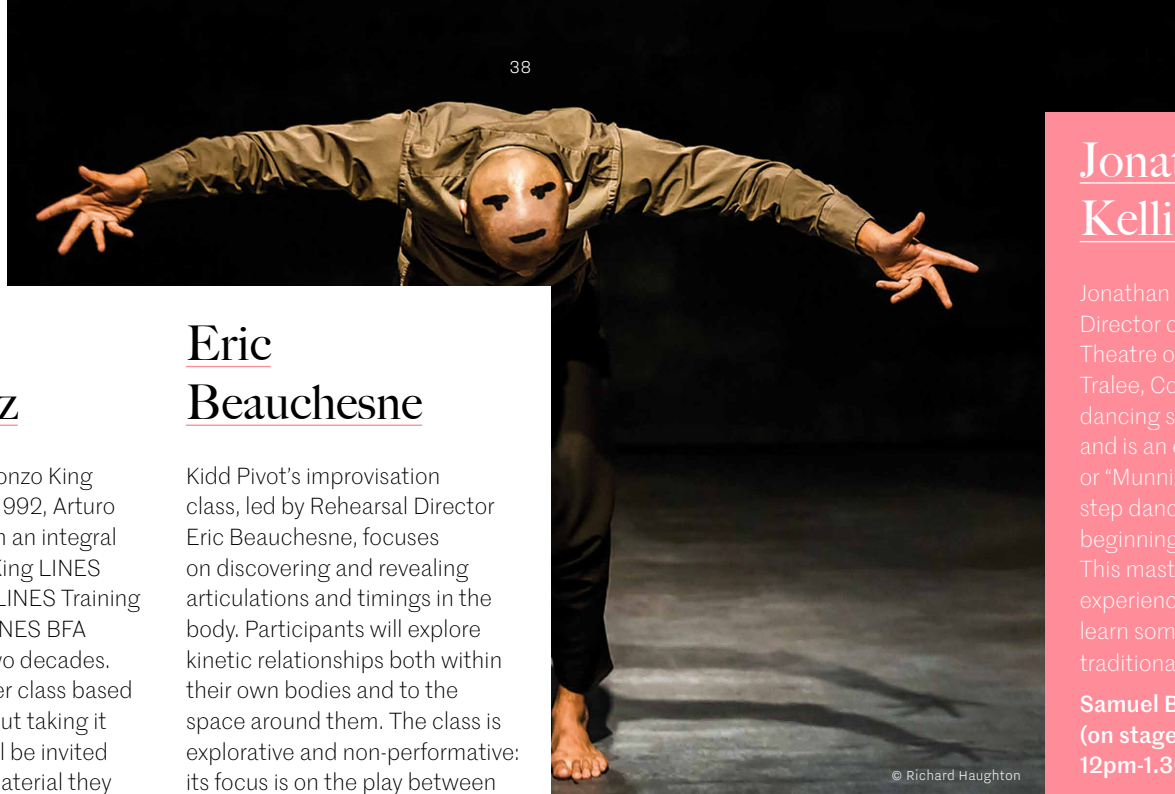 38
z
onzo King
1992, Arturo
n an integral
King LINES
LINES Training
NES BFA
wo decades.
er class based
ut taking it
l be invited
aterial they
Eric
Beauchesne
Kidd Pivot’s improvisation
class, led by Rehearsal Director
Eric Beauchesne, focuses
on discovering and revealing
articulations and timings in the
body. Participants will explore
kinetic relationships both within
their own bodies and to the
space around them. The class is
explorative and non-performative:
its focus is on the play between
© Richard Haughton
Jonat
Kelli
Jonathan
Director o
Theatre o
Tralee, Co
dancing s
and is an e
or “Munni
step danc
beginning
This mast
experienc
learn som
traditiona
Samuel B
(on stage
12pm-1.3